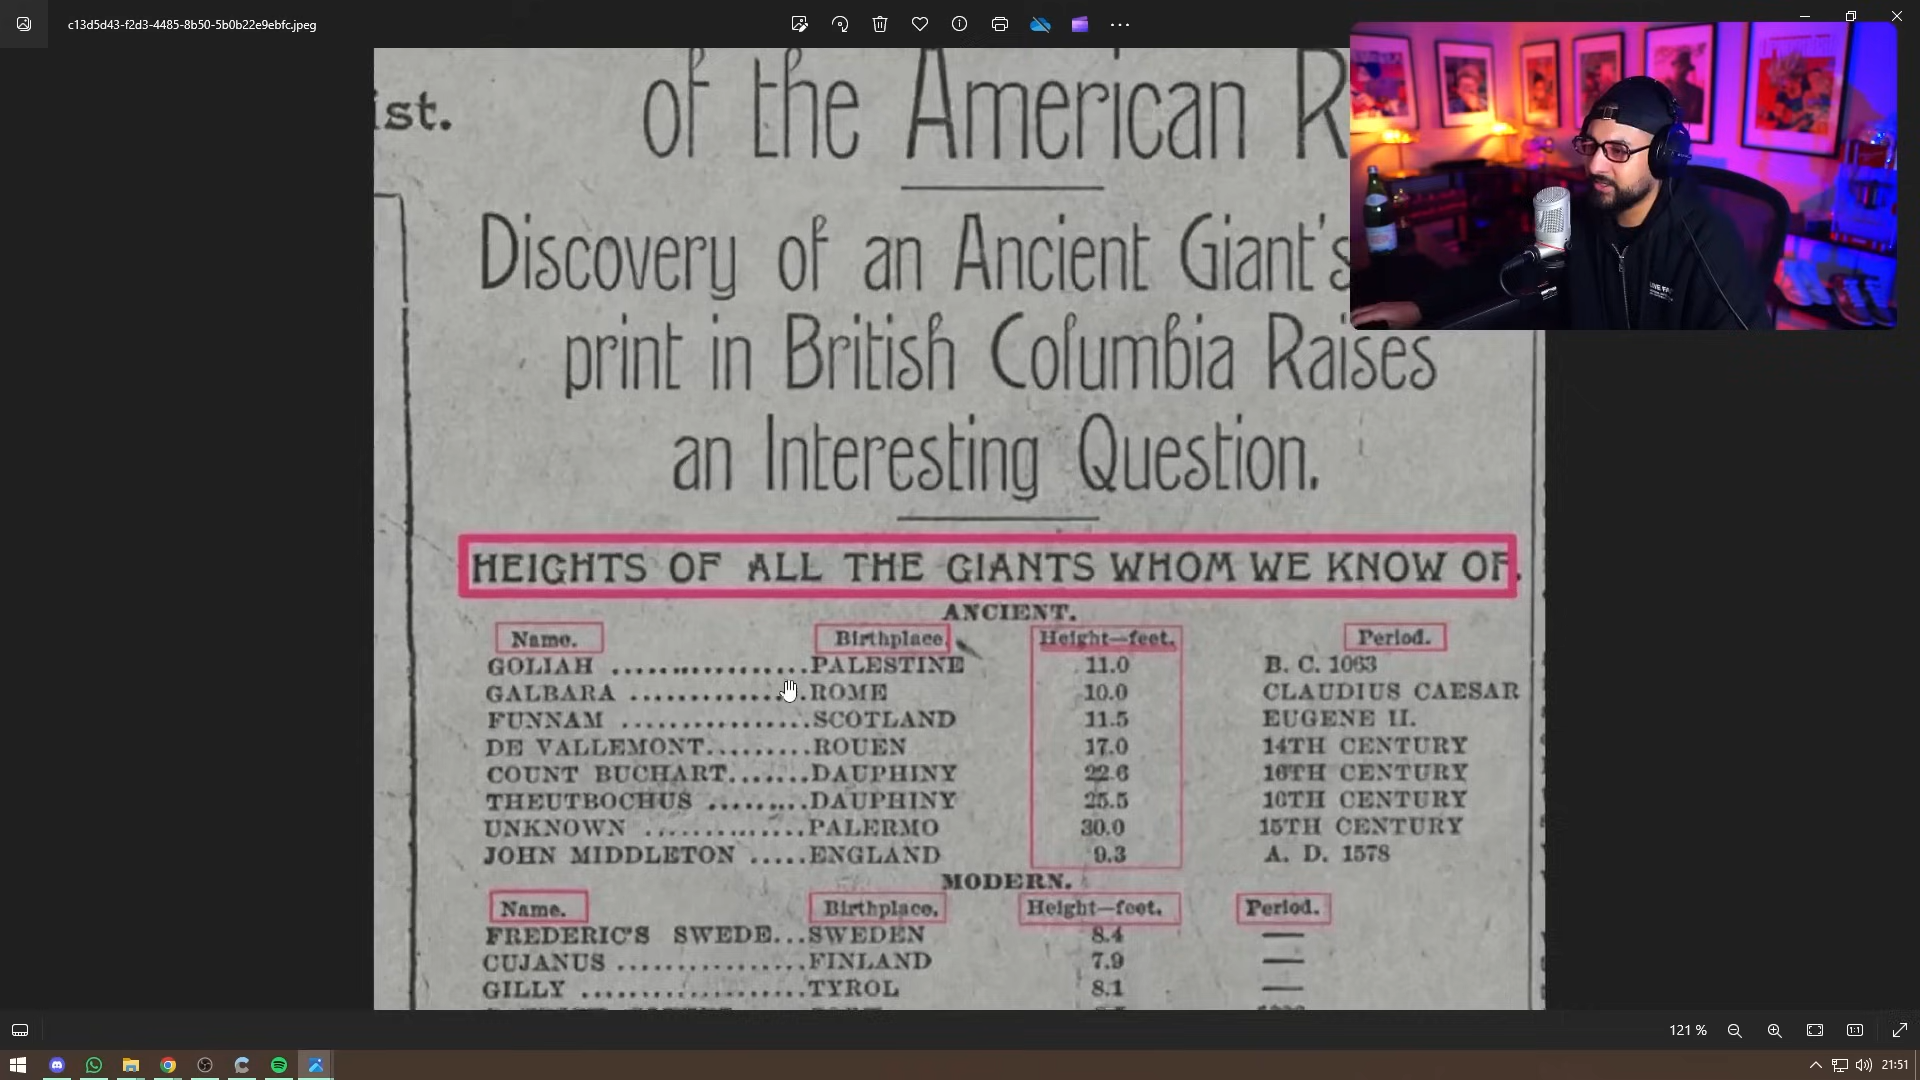 c13d5d43-f2d3-4485-8b50-5b0b22e9ebfc.jpeg
ist.
of the American R
Discovery of an Ancient Giant's
print in British Columbia Raises
an Interesting Question.
HEIGHTS OF ALL THE GIANTS WHOM WE KNOW OF.
ANCIENT.
Name. Birthplace. Height—feet. Period.
GOLIAH ..................PALESTINE 11.0 B. C. 1063
GALBARA ................ROME 10.0 CLAUDIUS CAESAR
FUNNAM .................SCOTLAND 11.5 EUGENE II.
DE VALLEMONT.........ROUEN 17.0 14TH CENTURY
COUNT BUCHART.......DAUPHINY 22.6 16TH CENTURY
THEUTBOCHUS .........DAUPHINY 25.5 CENTURY
UNKNOWN ..............PALERMO 30.0 15TH CENTURY
JOHN MIDDLETON .....ENGLAND 9.3 A. D. 1578
MODERN.
Name. Birthplace. Height—feet. Period.
FREDERIC'S SWEDE...SWEDEN 8.4 —
CUJANUS .................FINLAND 7.9 —
GILLY .....................TYROL 8.1 —
121 %
21:51